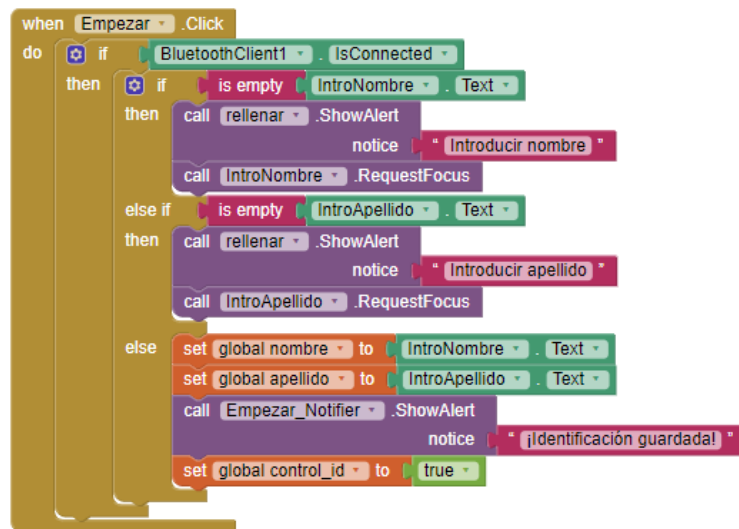 when Empezar .Click
do if BluetoothClient1 . IsConnected
then if is empty IntroNombre . Text
then call rellenar .ShowAlert
notice " Introducir nombre "
call IntroNombre .RequestFocus
else if is empty IntroApellido . Text
then call rellenar .ShowAlert
notice " Introducir apellido "
call IntroApellido .RequestFocus
else set global nombre to IntroNombre . Text
set global apellido to IntroApellido . Text
call Empezar_Notifier .ShowAlert
notice " ¡Identificación guardada! "
set global control_id to true